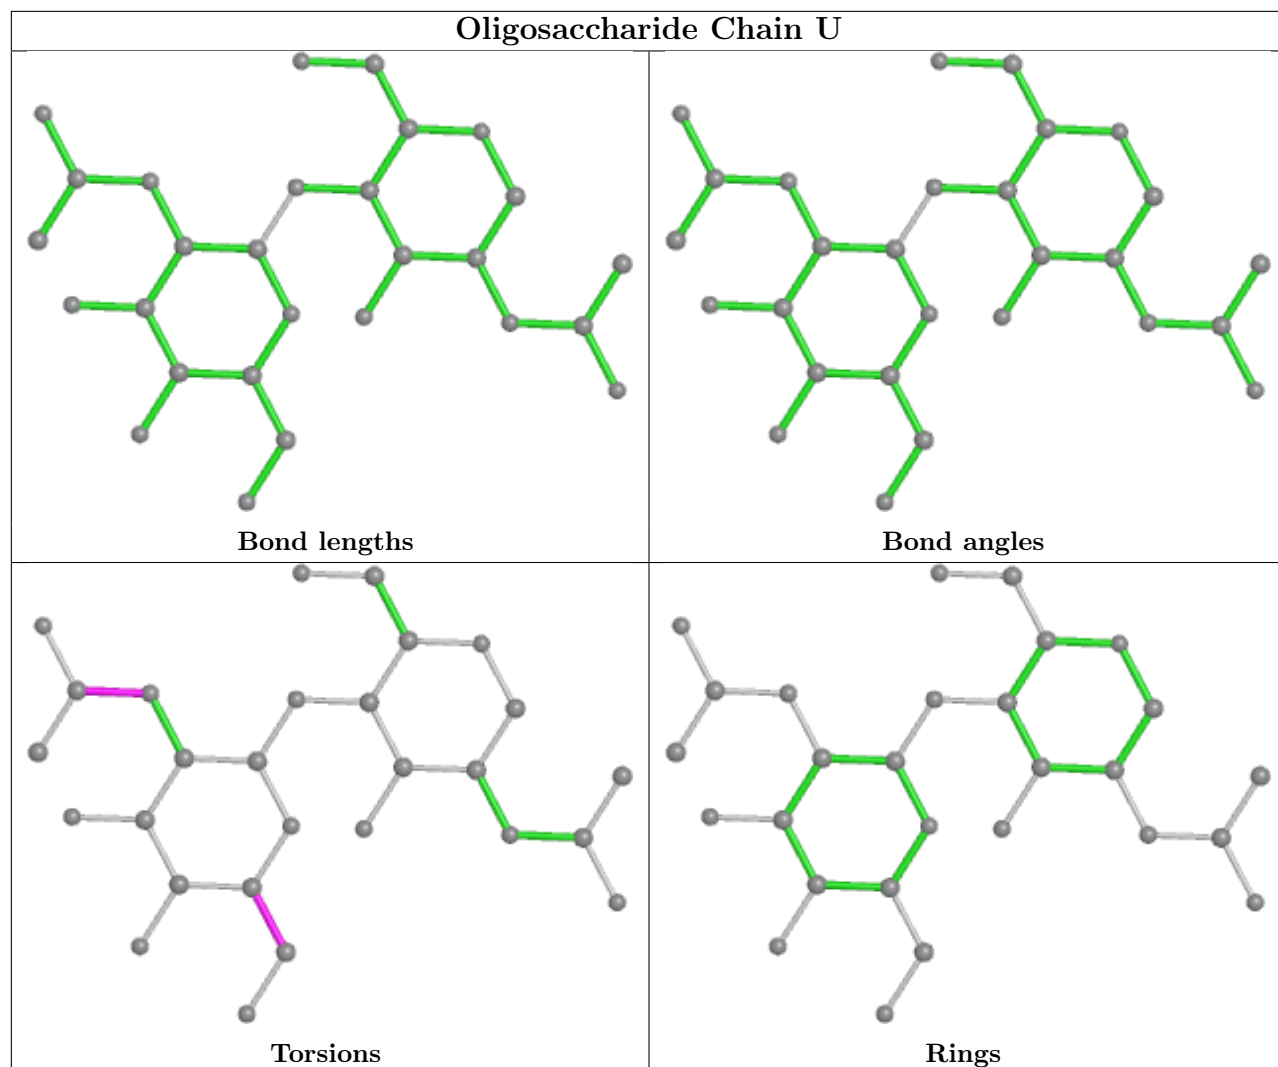 Oligosaccharide Chain U
Bond lengths
Bond angles
Torsions
Rings